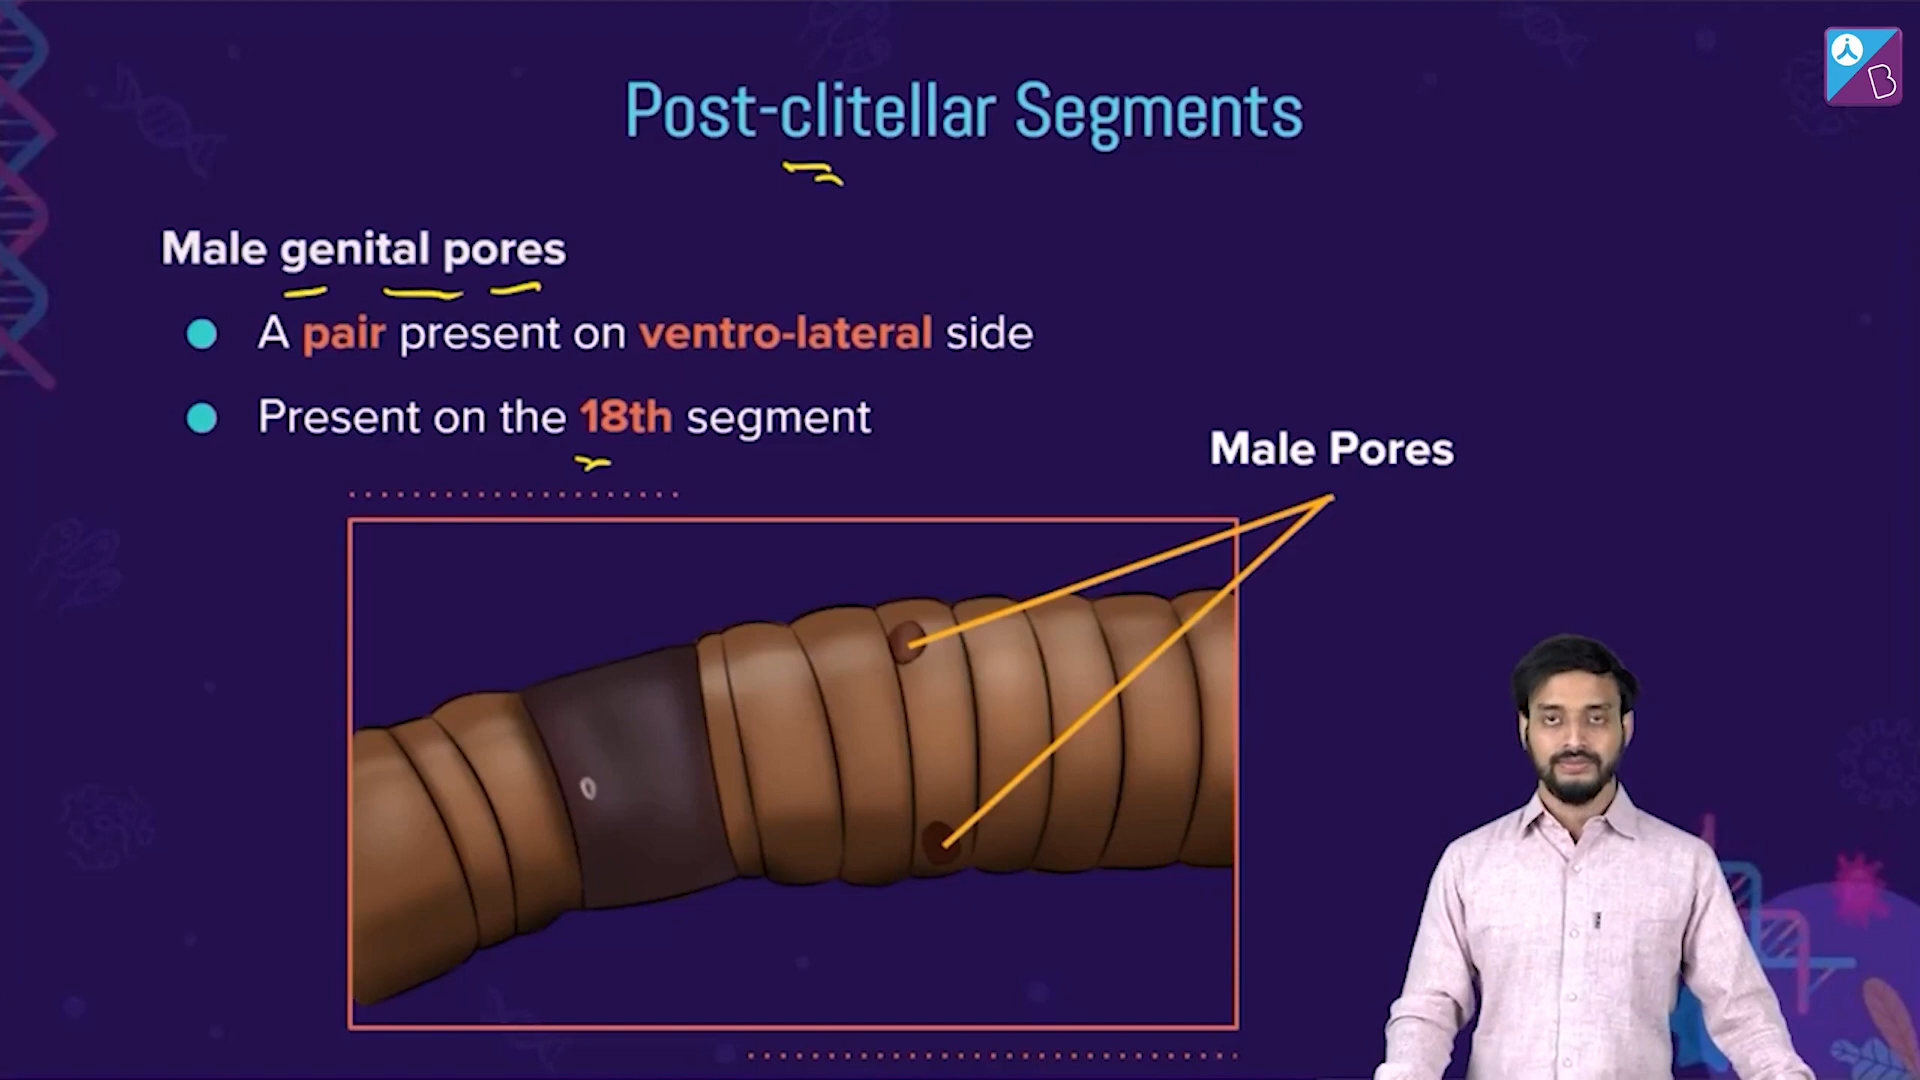 Post-clitellar Segments
Male genital pores
A pair present on ventro-lateral side
Present on the 18th segment
Male Pores
B